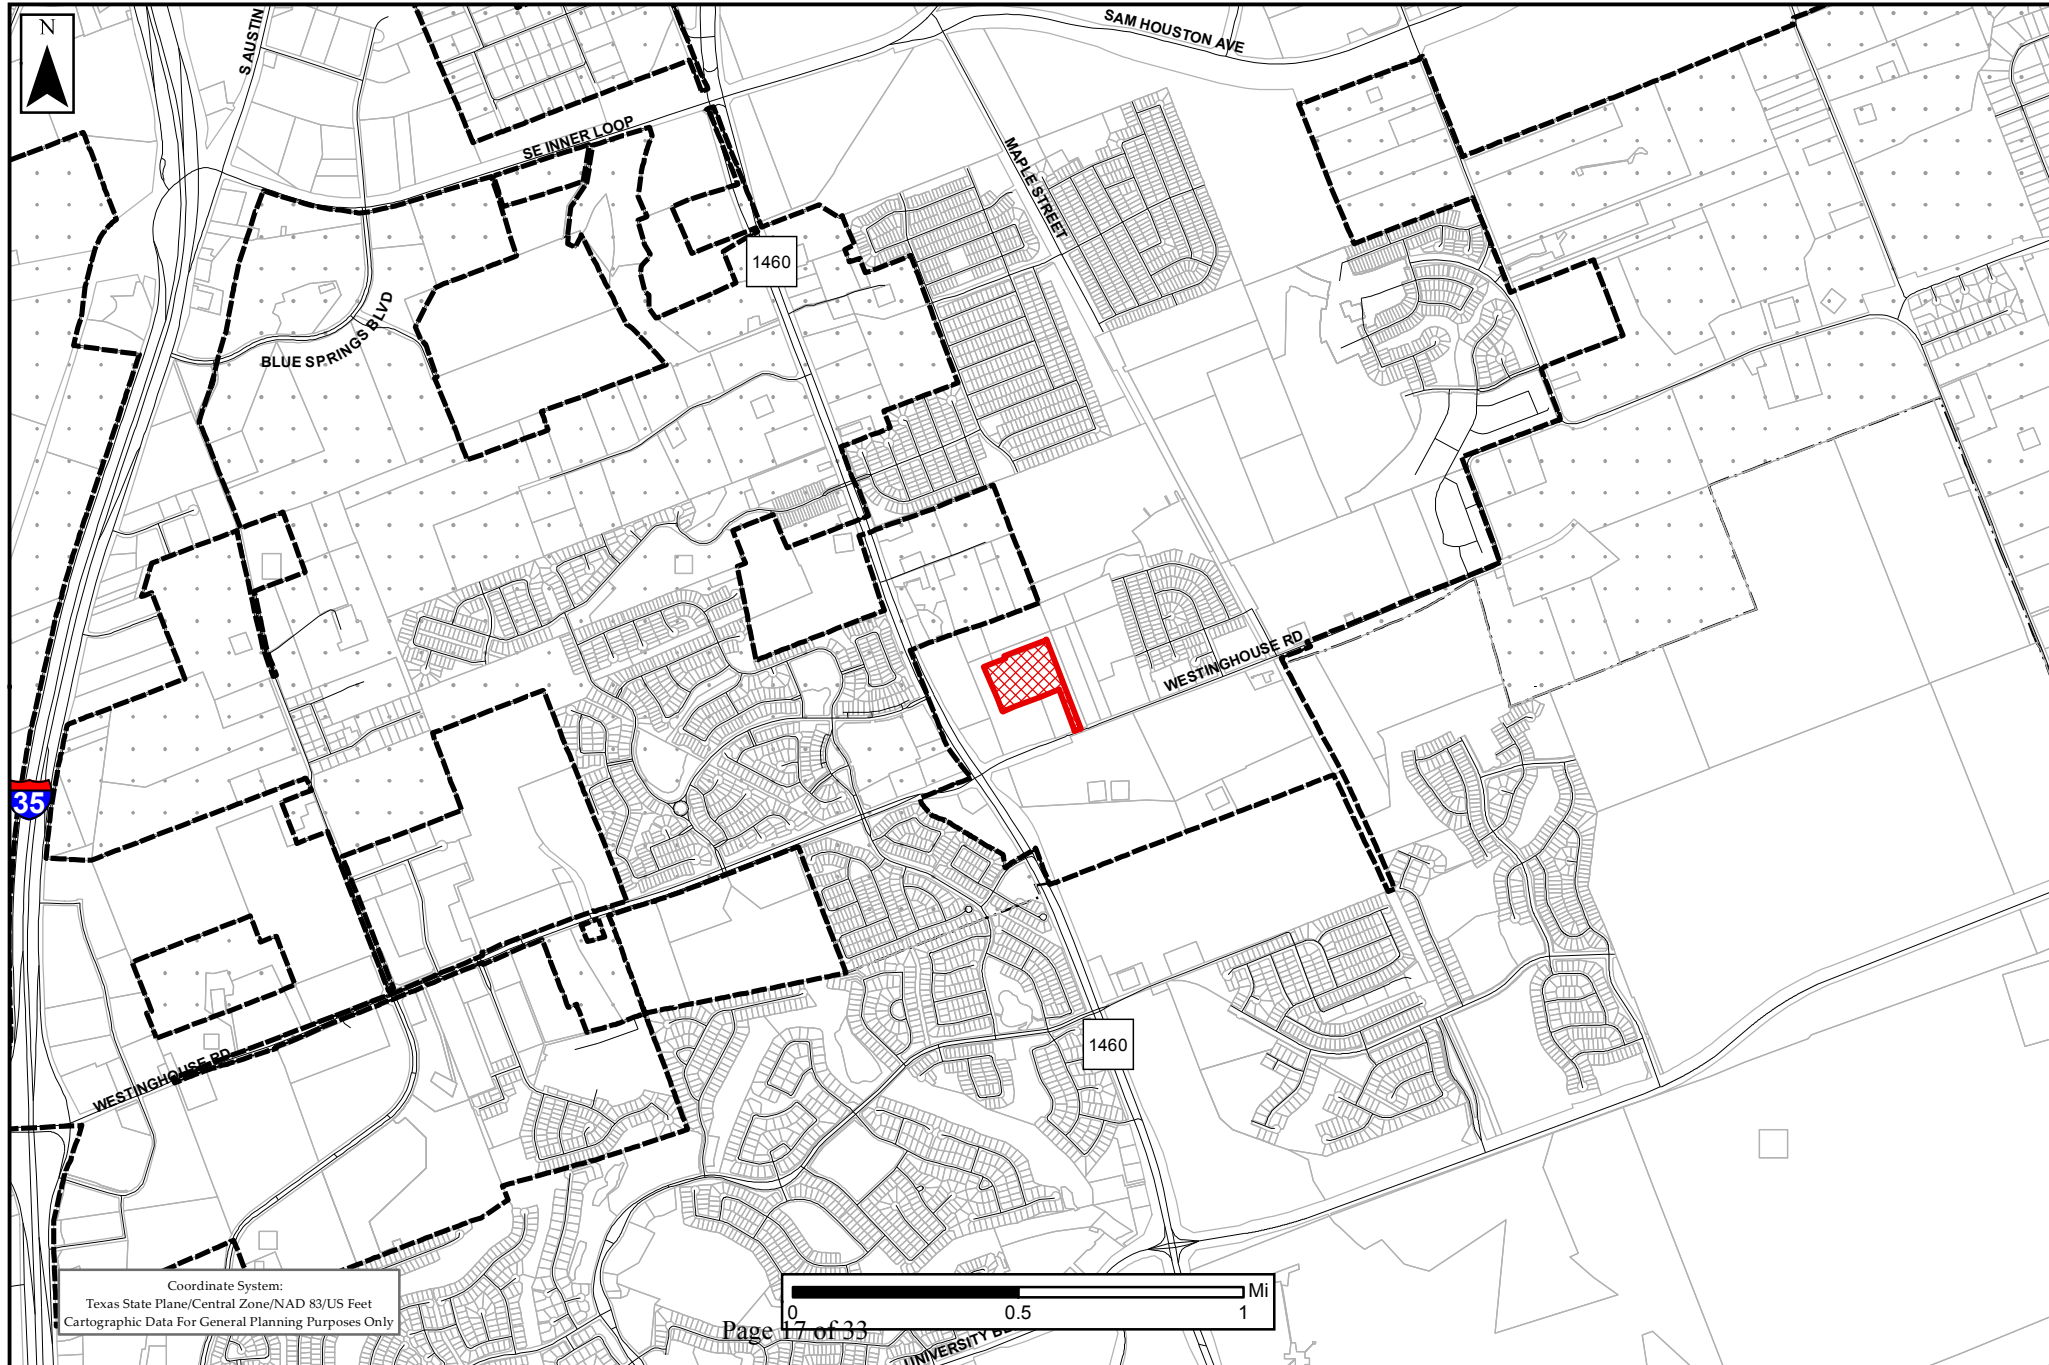 N
S AUSTIN
SAM HOUSTON AVE
SE INNER LOOP
MAPLE STREET
1460
BLUE SPRINGS BLVD
WESTINGHOUSE RD
35
1460
WESTINGHOUSE RD
Coordinate System:
Texas State Plane/Central Zone/NAD 83/US Feet
Cartographic Data For General Planning Purposes Only
0 0.5 1 Mi
Page 17 of 33
UNIVERSITY